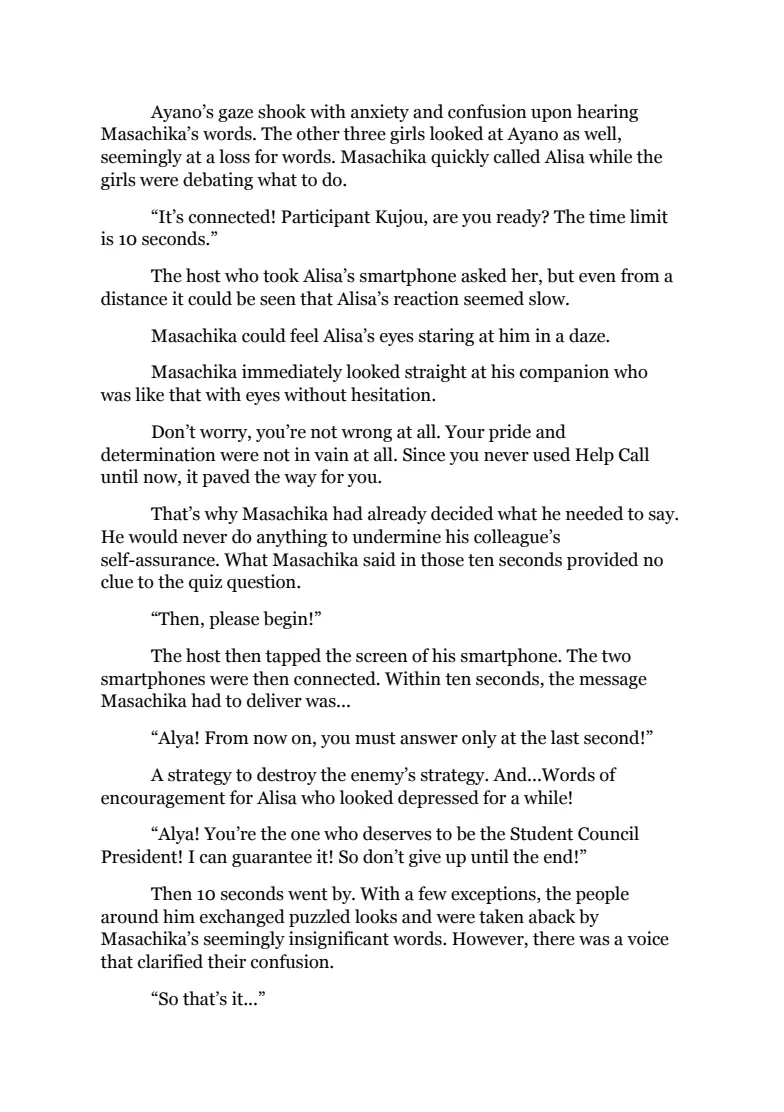 Ayano’s gaze shook with anxiety and confusion upon hearing
Masachika’s words. The other three girls looked at Ayano as well,
seemingly at a loss for words. Masachika quickly called Alisa while the
girls were debating what to do.
“It’s connected! Participant Kujou, are you ready? The time limit
is 10 seconds.”
The host who took Alisa’s smartphone asked her, but even from a
distance it could be seen that Alisa’s reaction seemed slow.
Masachika could feel Alisa’s eyes staring at him in a daze.
Masachika immediately looked straight at his companion who
was like that with eyes without hesitation.
Don’t worry, you’re not wrong at all. Your pride and
determination were not in vain at all. Since you never used Help Call
until now, it paved the way for you.
That’s why Masachika had already decided what he needed to say.
He would never do anything to undermine his colleague’s
self-assurance. What Masachika said in those ten seconds provided no
clue to the quiz question.
“Then, please begin!”
The host then tapped the screen of his smartphone. The two
smartphones were then connected. Within ten seconds, the message
Masachika had to deliver was...
“Alya! From now on, you must answer only at the last second!”
A strategy to destroy the enemy’s strategy. And...Words of
encouragement for Alisa who looked depressed for a while!
“Alya! You’re the one who deserves to be the Student Council
President! I can guarantee it! So don’t give up until the end!”
Then 10 seconds went by. With a few exceptions, the people
around him exchanged puzzled looks and were taken aback by
Masachika’s seemingly insignificant words. However, there was a voice
that clarified their confusion.
“So that’s it...”